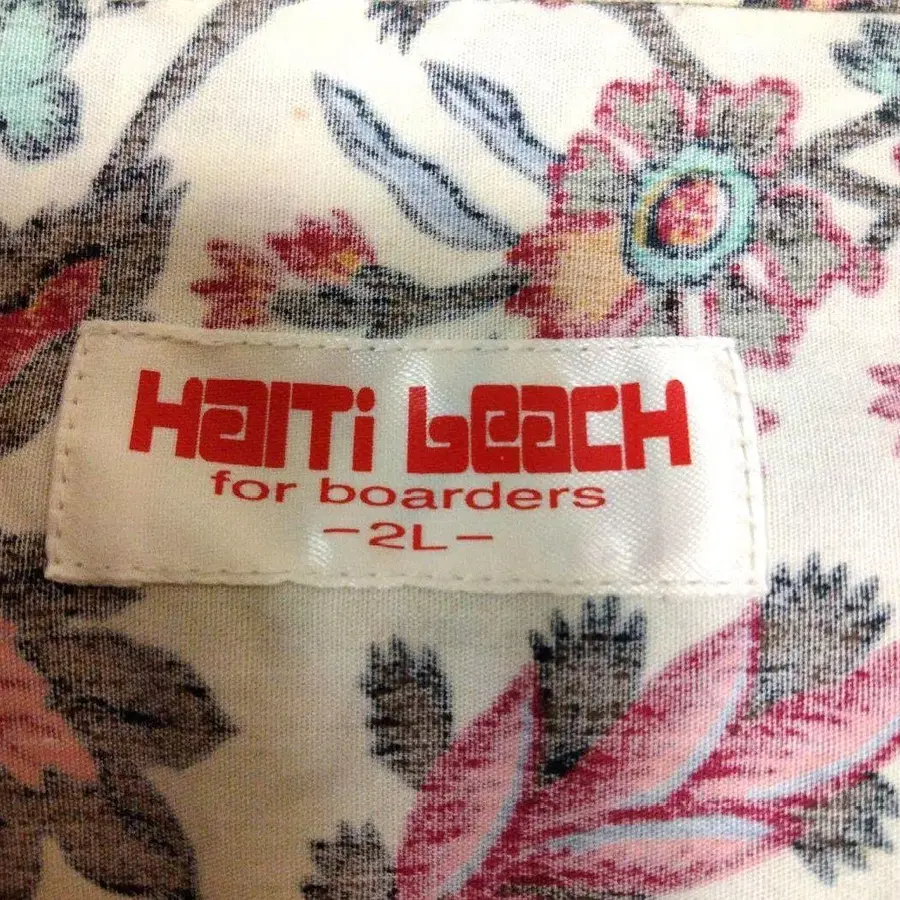 HaITi beacH
for boarders
-2L-